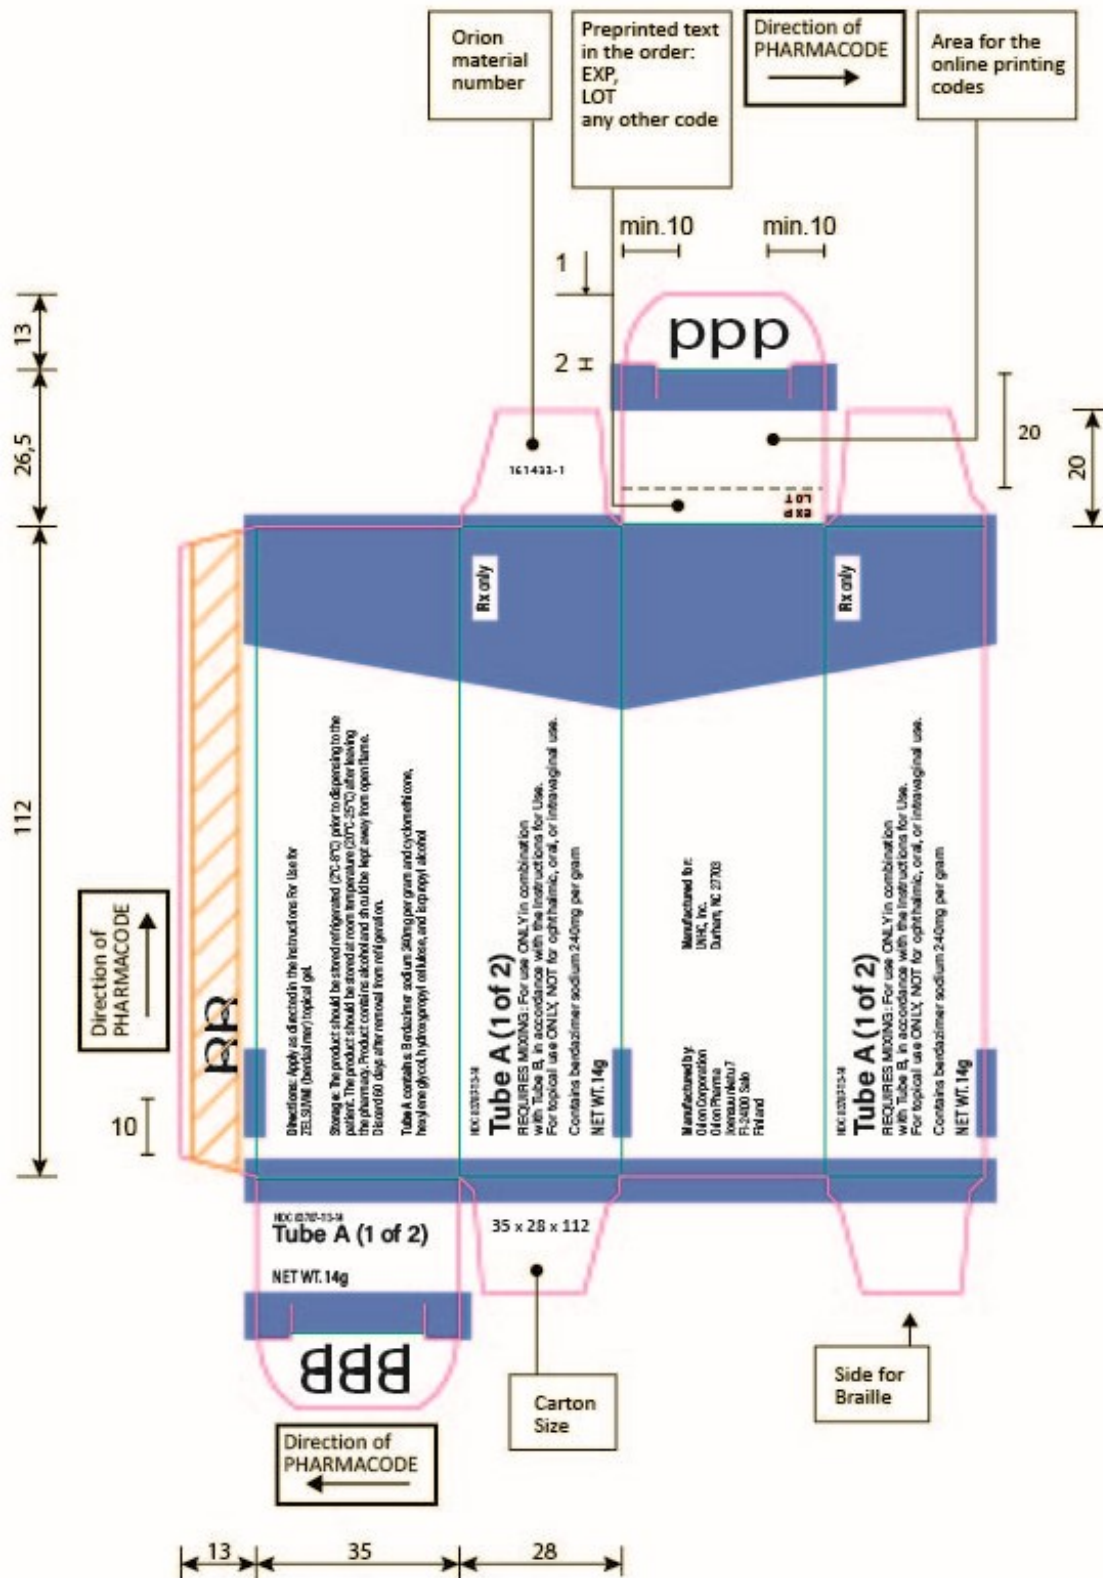 Orion
material
number
Preprinted text
in the order:
EXP,
LOT
any other code
Direction of
PHARMACODE
Area for the
online printing
codes
min.10
min.10
1
13
ppp
2
26,5
20
20
161433-1
EXP
LOT
Rx only
Rx only
112
Direction of
PHARMACODE
10
Directions: Apply as directed in the Instructions For Use for
ZELSUVMI (berdazimer) topical gel.
Storage: The product should be stored refrigerated (2°C-8°C) prior to dispensing to the
patient. The product should be stored at room temperature (20°C-25°C) after leaving
the pharmacy. Product contains alcohol and should be kept away from open flame.
Discard 60 days after removal from refrigeration.
Tube A contains: Berdazimer sodium 240mg per gram and cyclomethicone,
hexylene glycol, hydroxypropyl cellulose, and isopropyl alcohol
Tube A (1 of 2)
REQUIRES MIXING: For use ONLY in combination
with Tube B, in accordance with the Instructions for Use.
For topical use ONLY, NOT for ophthalmic, oral, or intravaginal use.
Contains berdazimer sodium 240mg per gram
NET WT. 14g
Manufactured by:
Orion Corporation
Orion Pharma
Joensuunkatu 7
FI-24100 Salo
Finland
Manufactured for:
LNHC, Inc.
Durham, NC 27703
Tube A (1 of 2)
REQUIRES MIXING: For use ONLY in combination
with Tube B, in accordance with the Instructions for Use.
For topical use ONLY, NOT for ophthalmic, oral, or intravaginal use.
Contains berdazimer sodium 240mg per gram
NET WT. 14g
Tube A (1 of 2)
NET WT. 14g
35 x 28 x 112
BBB
Carton
Size
Side for
Braille
Direction of
PHARMACODE
13
35
28